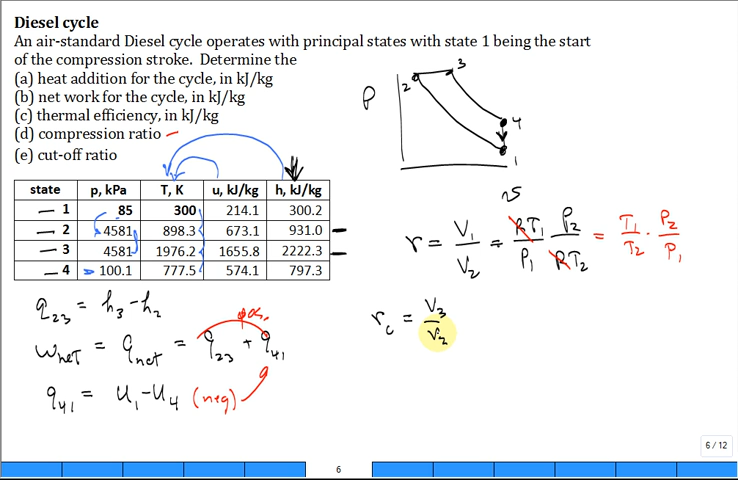 Diesel cycle
An air-standard Diesel cycle operates with principal states with state 1 being the start
of the compression stroke. Determine the
(a) heat addition for the cycle, in kJ/kg
(b) net work for the cycle, in kJ/kg
(c) thermal efficiency, in kJ/kg
(d) compression ratio
(e) cut-off ratio
state p, kPa T, K u, kJ/kg h, kJ/kg
1 85 300 214.1 300.2
2 4581 898.3 673.1 931.0
3 4581 1976.2 1655.8 2222.3
4 100.1 777.5 574.1 797.3
P
2 3
4
1
v
q23 = h3 - h2
wNET = qnet = q23 + q41
q41 = u1 - u4 (neg)
r = V1/V2 = RT1/P1 P2/RT2 = T1/T2 · P2/P1
rc = V3/V2
6/12
6